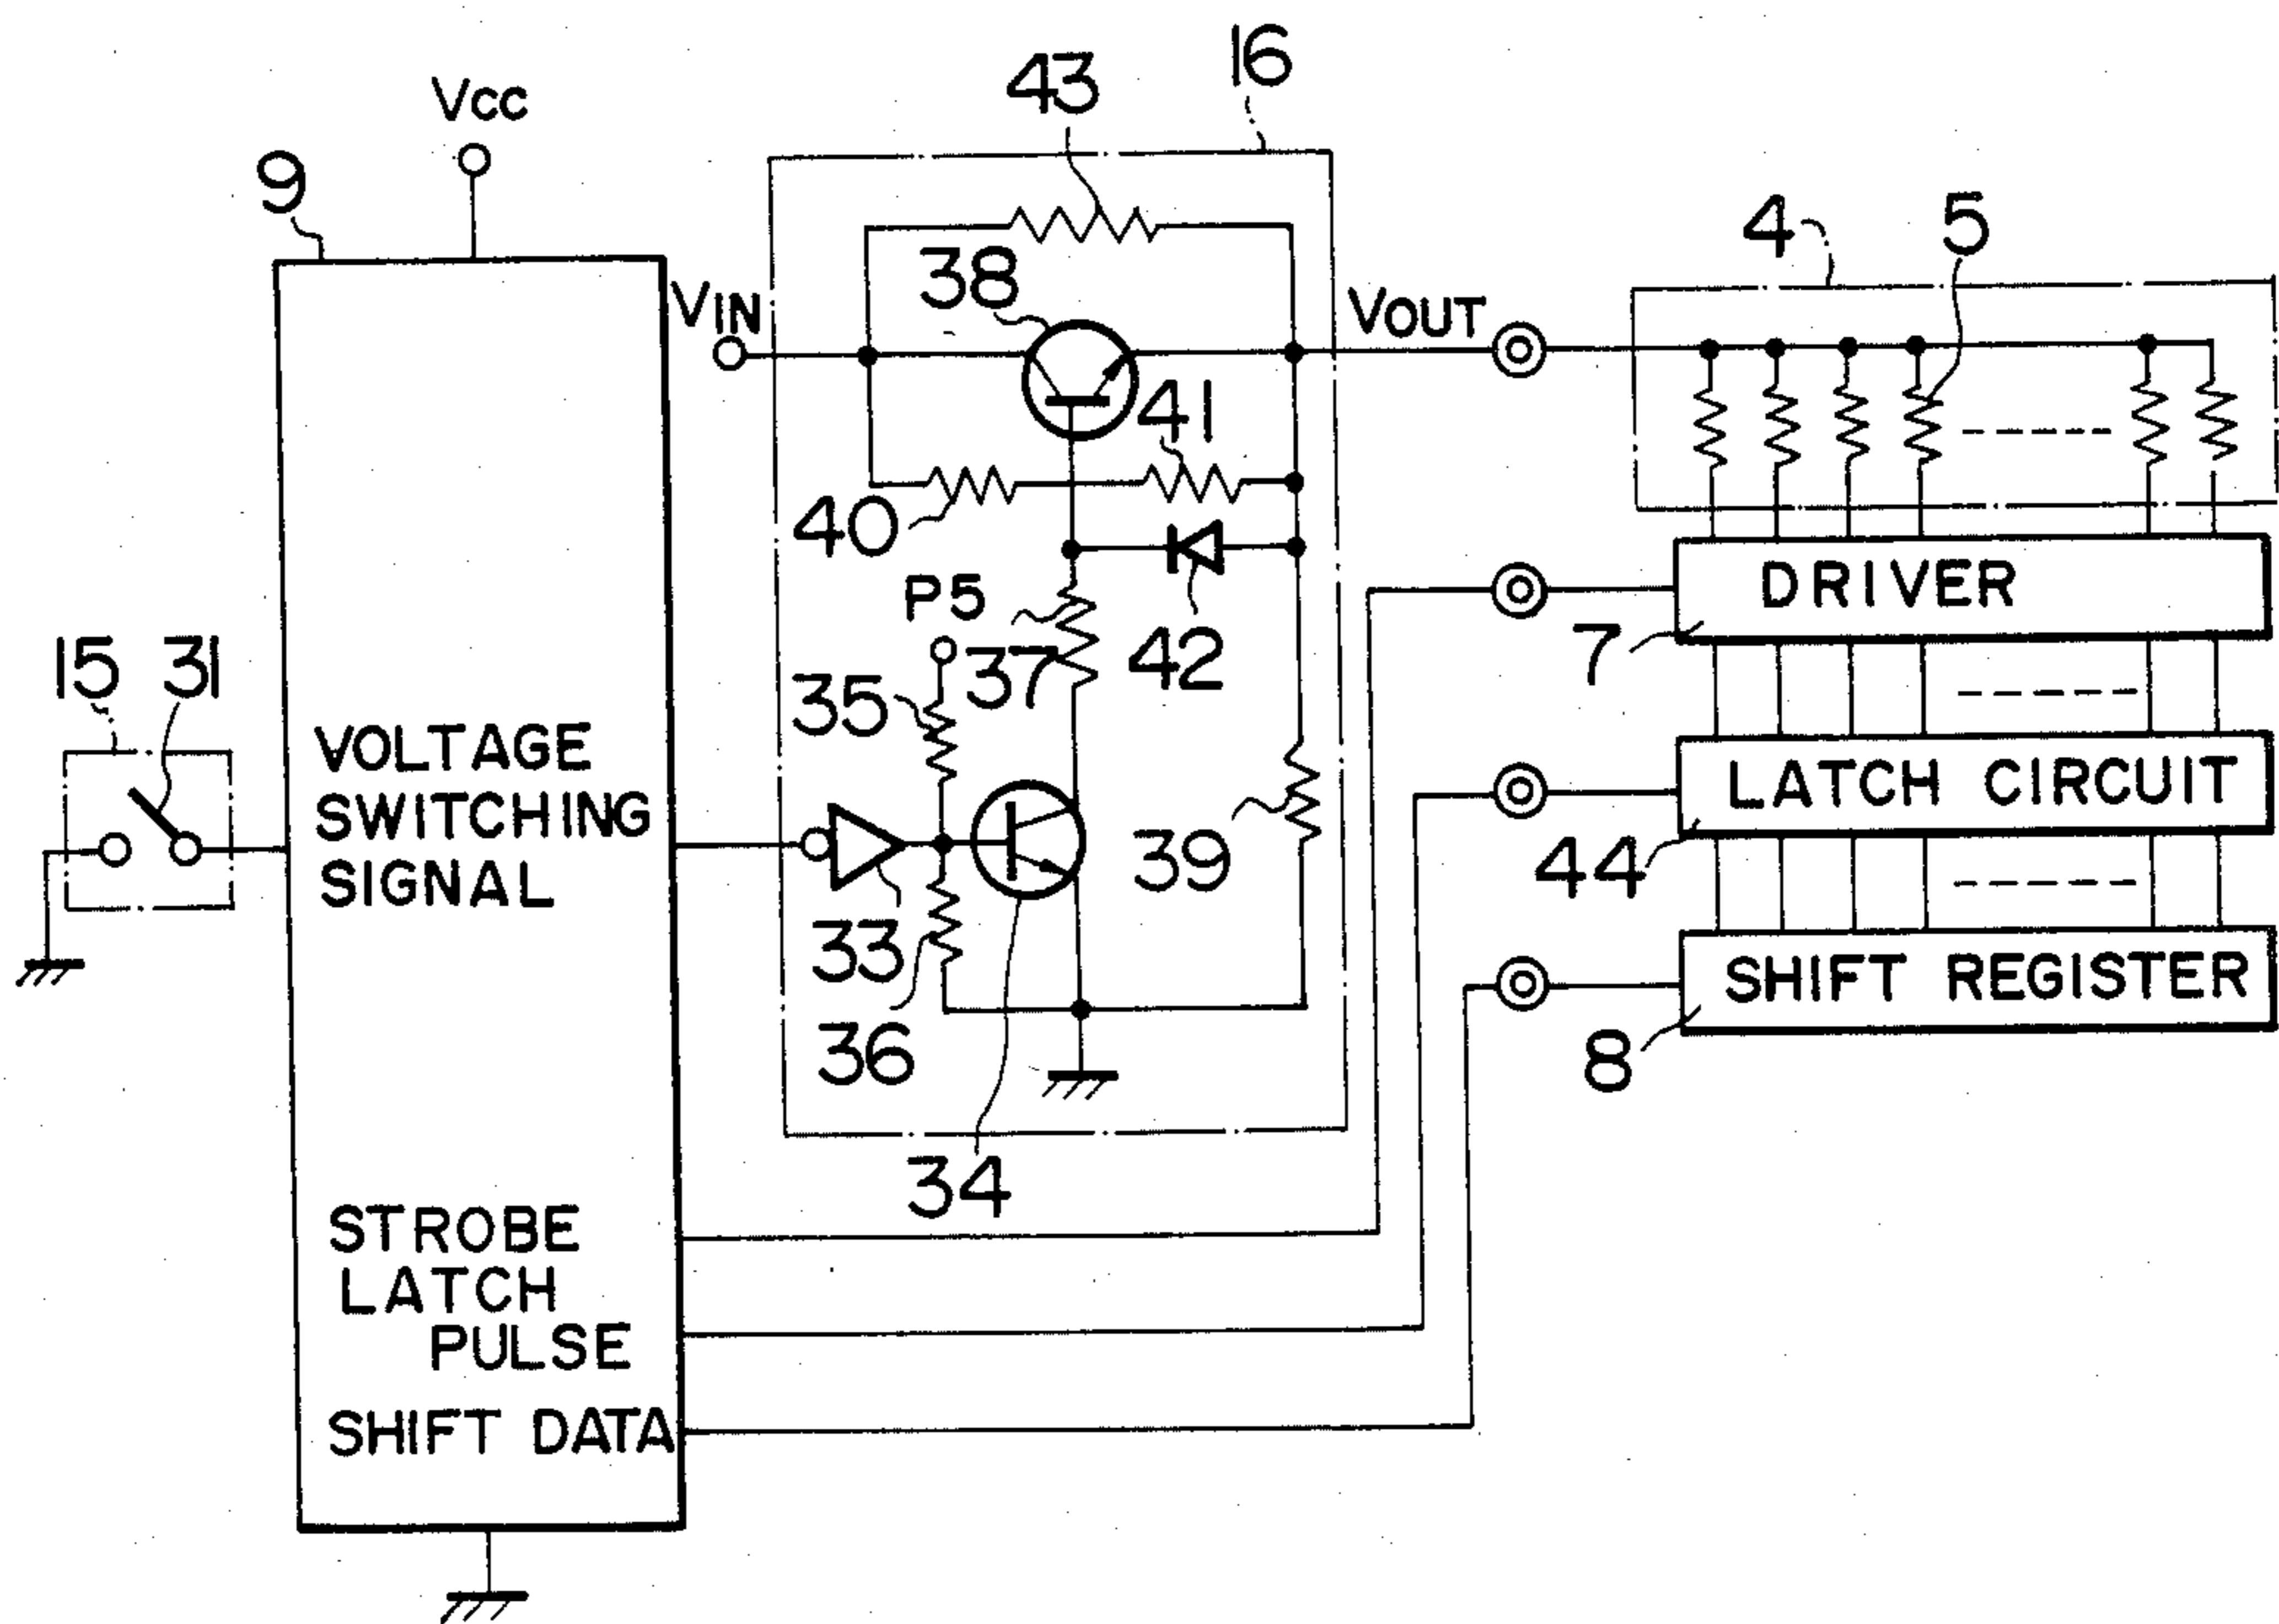 16
43
VCC
9
4
5
38
VIN
VOUT
41
40
P5
DRIVER
42
7
15
31
37
35
VOLTAGE
SWITCHING
SIGNAL
LATCH CIRCUIT
39
44
33
SHIFT REGISTER
36
8
34
STROBE
LATCH
PULSE
SHIFT DATA